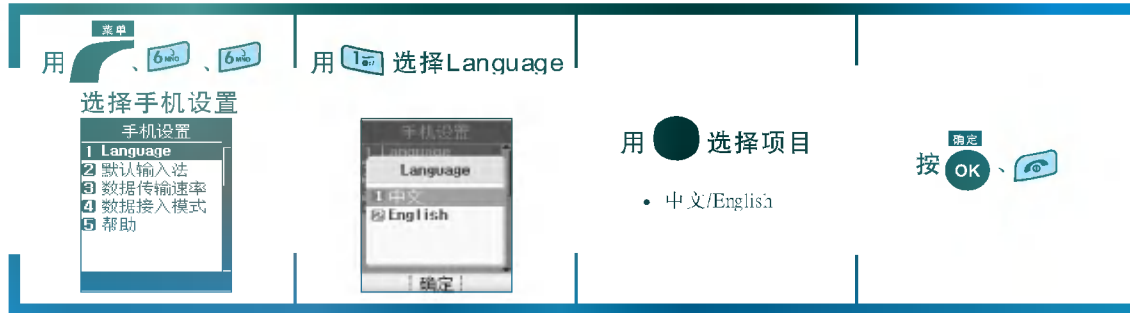 菜单
用 、 6 MNO 、 6 MNO
选择手机设置
手机设置
1 Language
2 默认输入法
3 数据传输速率
4 数据接入模式
5 帮助
用 1 选择Language
手机设置
1 Language
Language
1 中文
2 English
确定
用 选择项目
• 中文/English
确定
按 OK 、